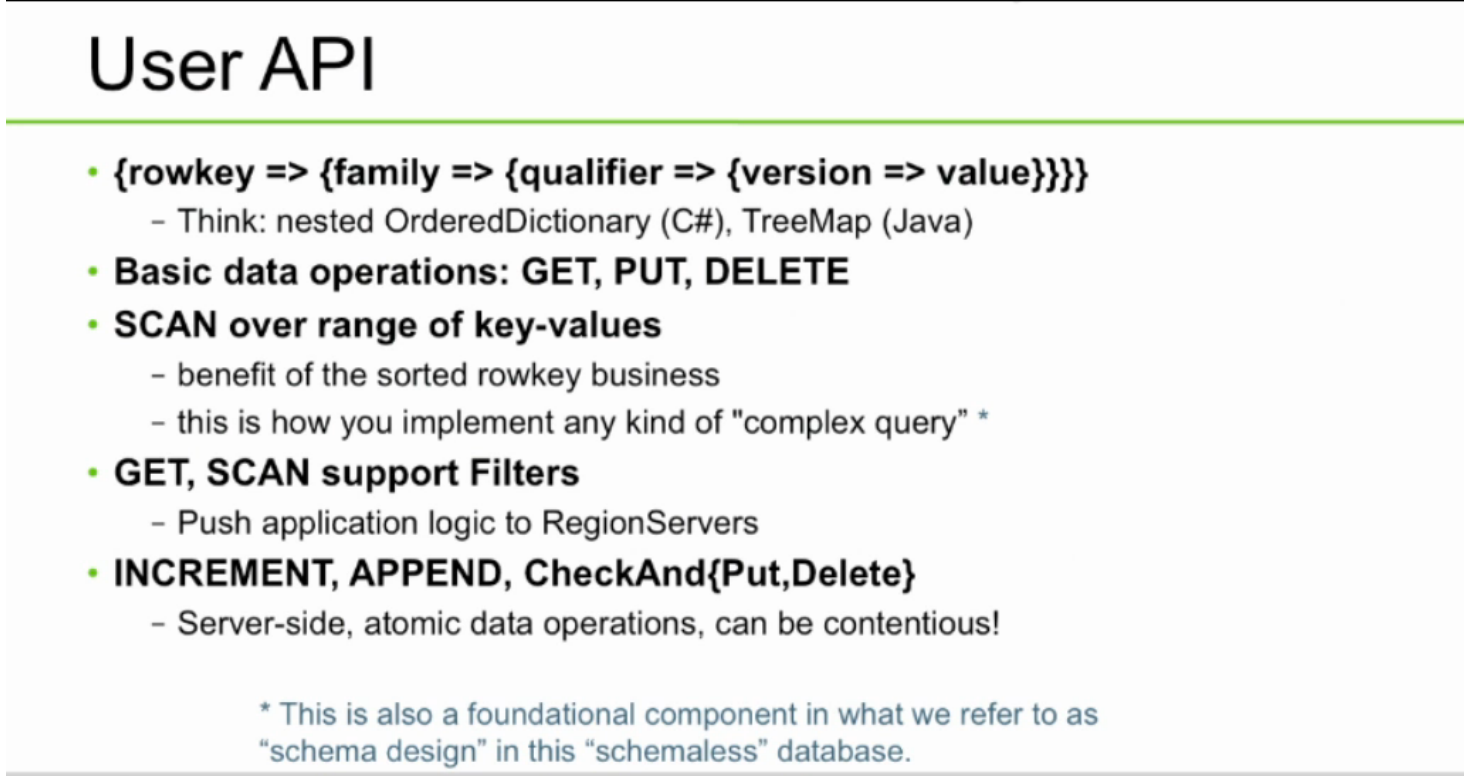 User API
• {rowkey => {family => {qualifier => {version => value}}}}
– Think: nested OrderedDictionary (C#), TreeMap (Java)
• Basic data operations: GET, PUT, DELETE
• SCAN over range of key-values
– benefit of the sorted rowkey business
– this is how you implement any kind of "complex query” *
• GET, SCAN support Filters
– Push application logic to RegionServers
• INCREMENT, APPEND, CheckAnd{Put,Delete}
– Server-side, atomic data operations, can be contentious!
* This is also a foundational component in what we refer to as
“schema design” in this “schemaless” database.